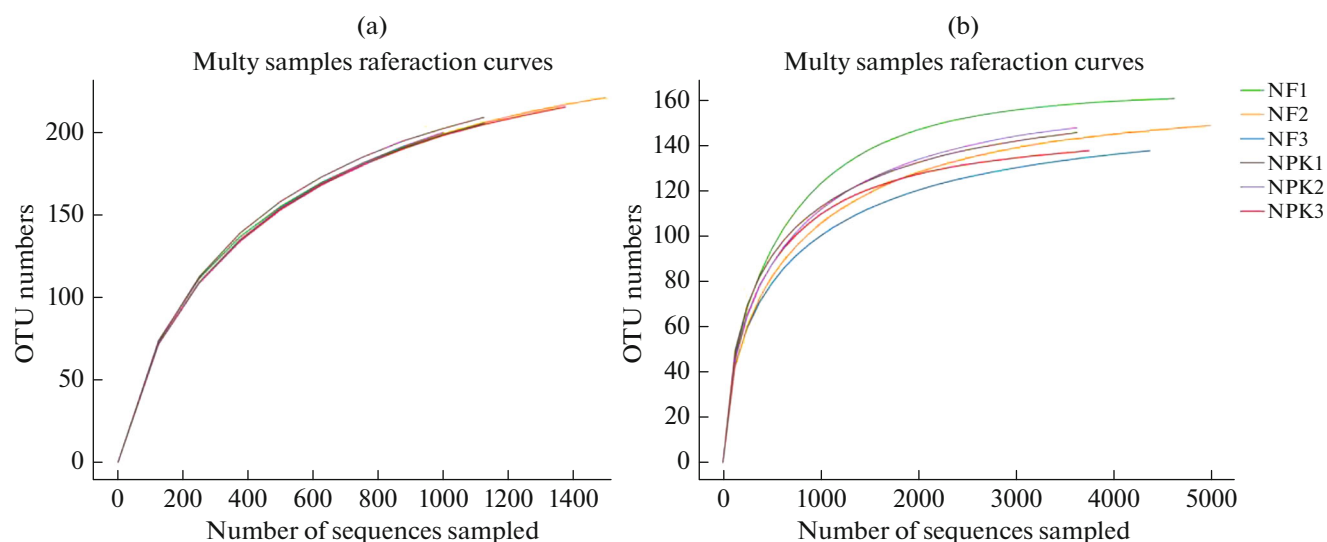 (a)
Multy samples raferaction curves
OTU numbers
200
150
100
50
0
0 200 400 600 800 1000 1200 1400
Number of sequences sampled
(b)
Multy samples raferaction curves
OTU numbers
160
140
120
100
80
60
40
20
0
0 1000 2000 3000 4000 5000
Number of sequences sampled
NF1
NF2
NF3
NPK1
NPK2
NPK3